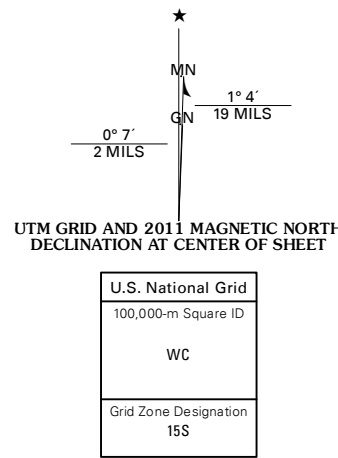 ★
MN
1° 4´
19 MILS
GN
0° 7´
2 MILS
UTM GRID AND 2011 MAGNETIC NORTH
DECLINATION AT CENTER OF SHEET
U.S. National Grid
100,000-m Square ID
WC
Grid Zone Designation
15S